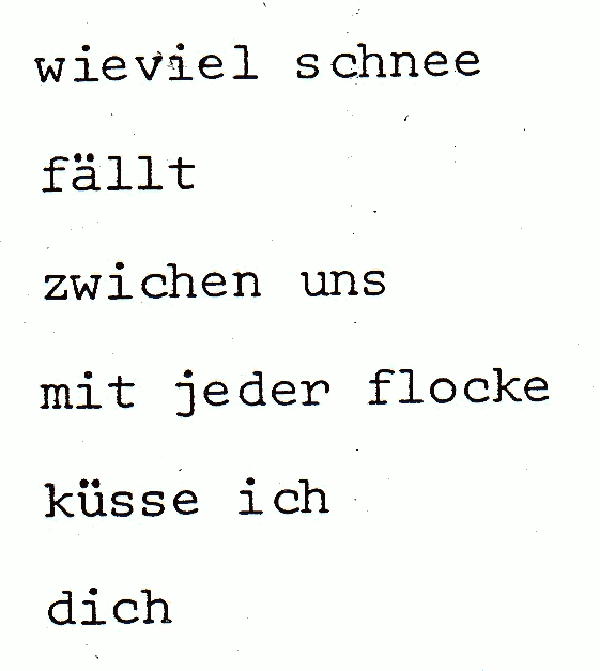 wieviel schnee
fällt
zwichen uns
mit jeder flocke
küsse ich
dich